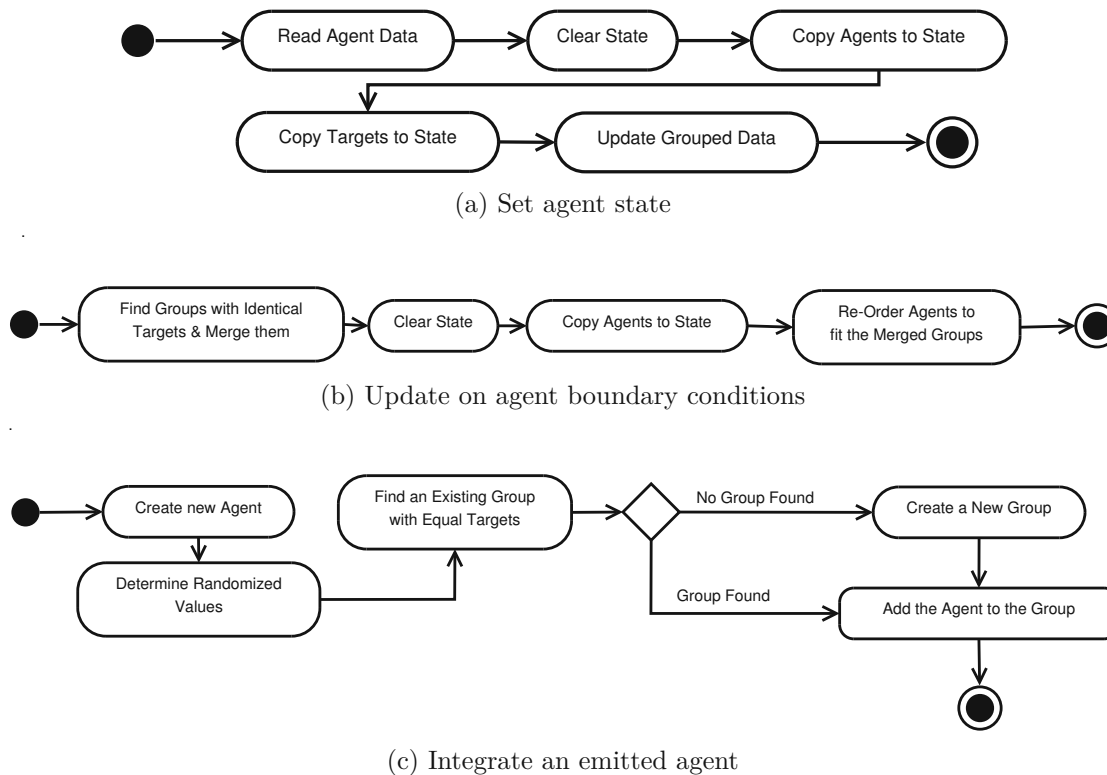 Read Agent Data
Clear State
Copy Agents to State
Copy Targets to State
Update Grouped Data
(a) Set agent state
Find Groups with Identical
Targets & Merge them
Clear State
Copy Agents to State
Re-Order Agents to
fit the Merged Groups
(b) Update on agent boundary conditions
Create new Agent
Determine Randomized
Values
Find an Existing Group
with Equal Targets
No Group Found
Create a New Group
Group Found
Add the Agent to the Group
(c) Integrate an emitted agent